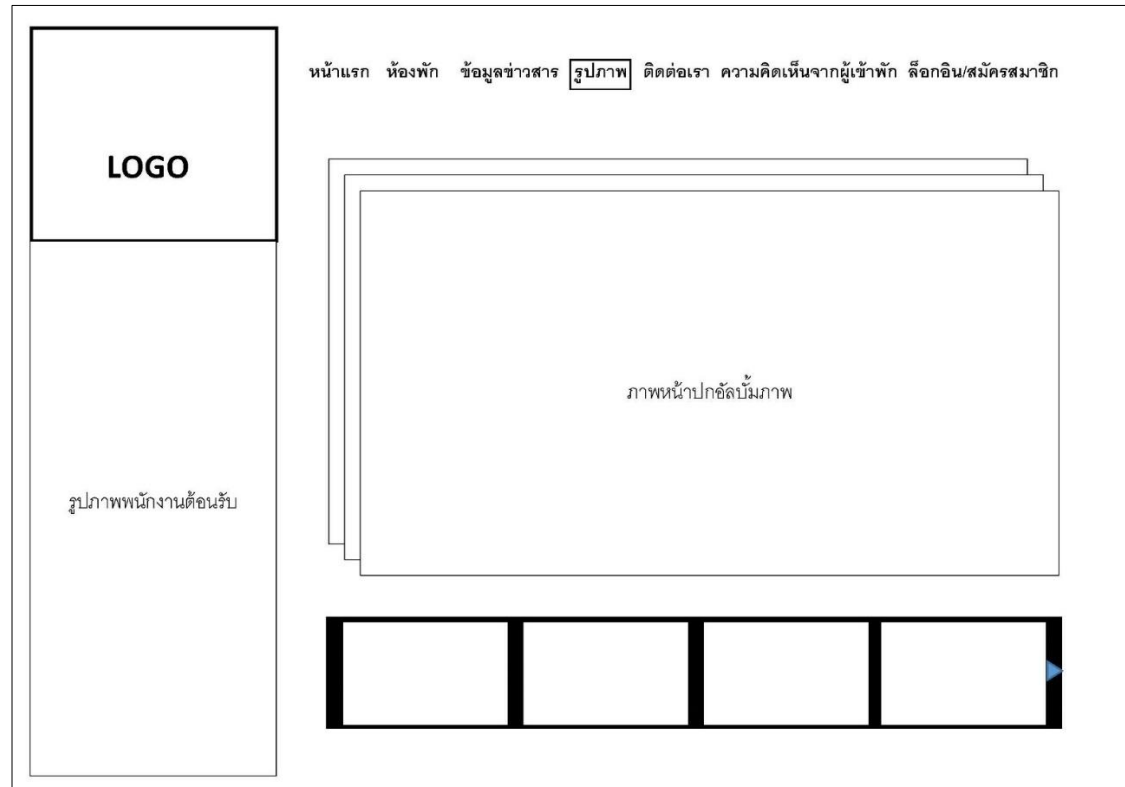 หน้าแรก ห้องพัก ข้อมูลข่าวสาร รูปภาพ ติดต่อเรา ความคิดเห็นจากผู้เข้าพัก ล็อกอิน/สมัครสมาชิก
LOGO
ภาพหน้าปกอัลบั้มภาพ
รูปภาพพนักงานต้อนรับ